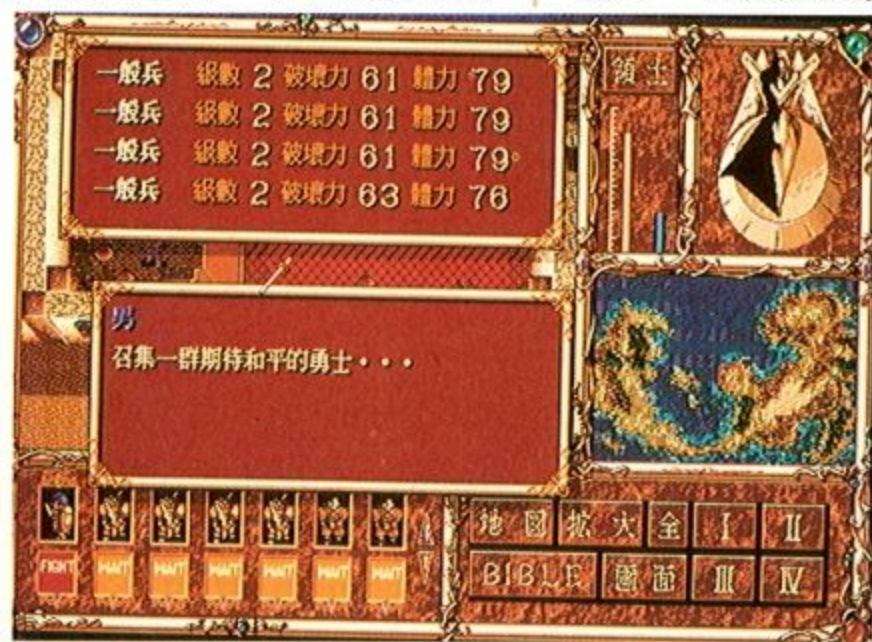 一般兵 級數 2 破壞力 61 體力 79
一般兵 級數 2 破壞力 61 體力 79
一般兵 級數 2 破壞力 61 體力 79
一般兵 級數 2 破壞力 63 體力 76
領土
男
召集一群期待和平的勇士・・・
FIGHT WAIT WAIT WAIT WAIT WAIT WAIT
地図 拡大 全 I II
BIBLE 画面 III IV